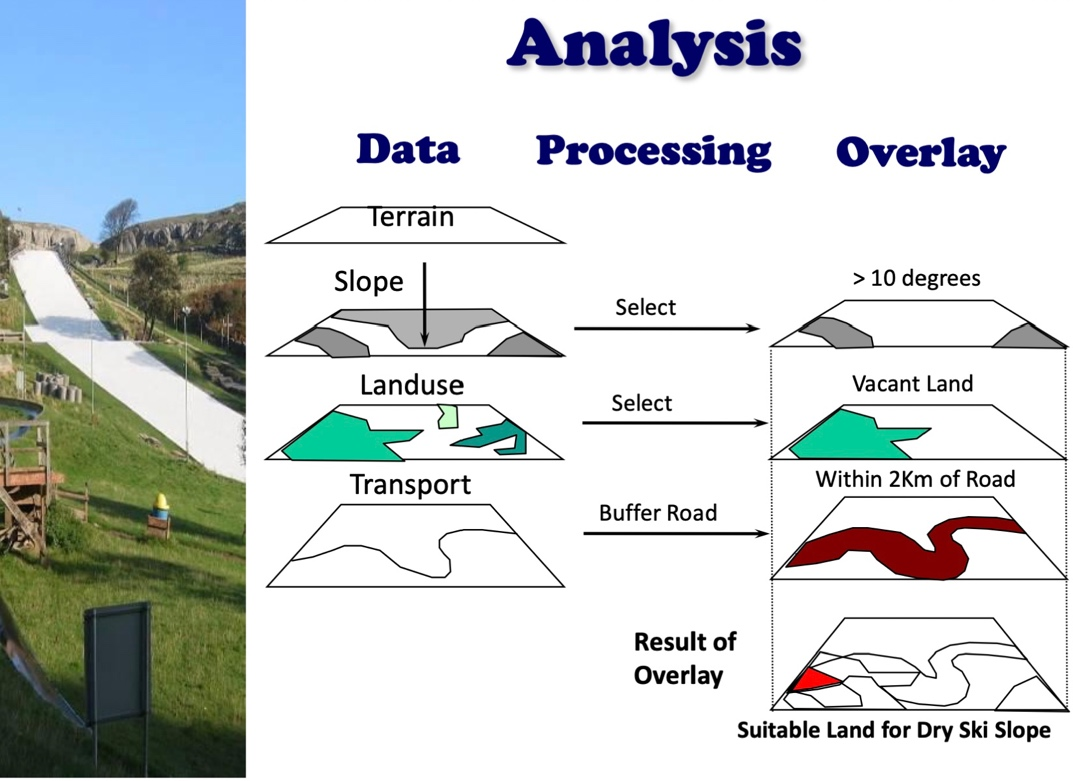 Analysis
Data Processing Overlay
Terrain
Slope
Select
> 10 degrees
Landuse
Select
Vacant Land
Transport
Buffer Road
Within 2Km of Road
Result of
Overlay
Suitable Land for Dry Ski Slope